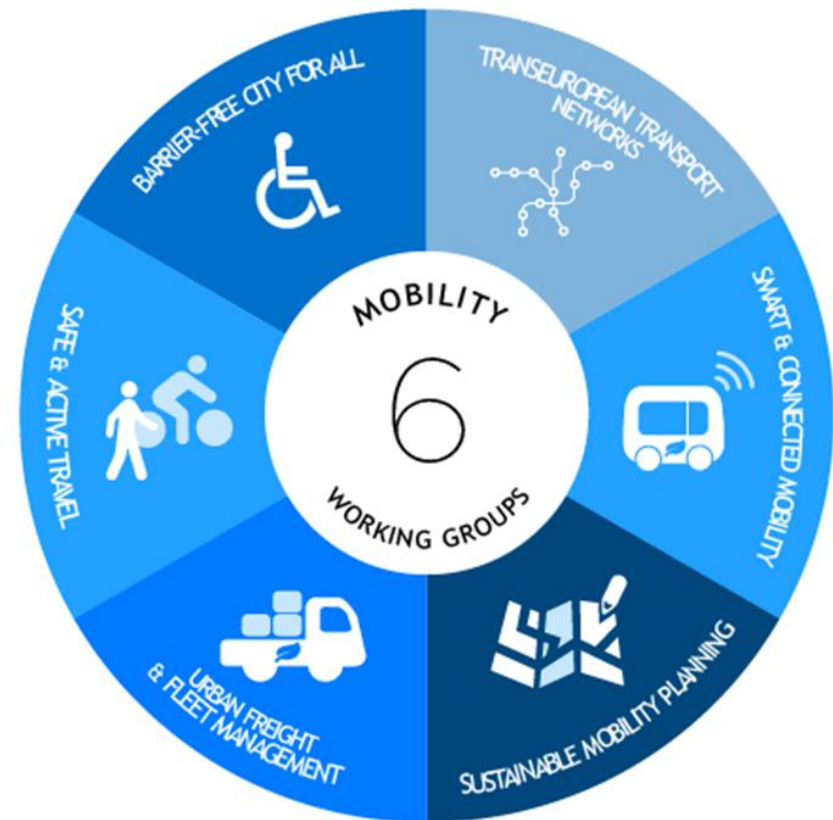 MOBILITY
6
WORKING GROUPS
TRANSEUROPEAN TRANSPORT
NETWORKS
SMART & CONNECTED MOBILITY
SUSTAINABLE MOBILITY PLANNING
URBAN FREIGHT
& FLEET MANAGEMENT
SAFE & ACTIVE TRAVEL
BARRIER-FREE CITY FOR ALL